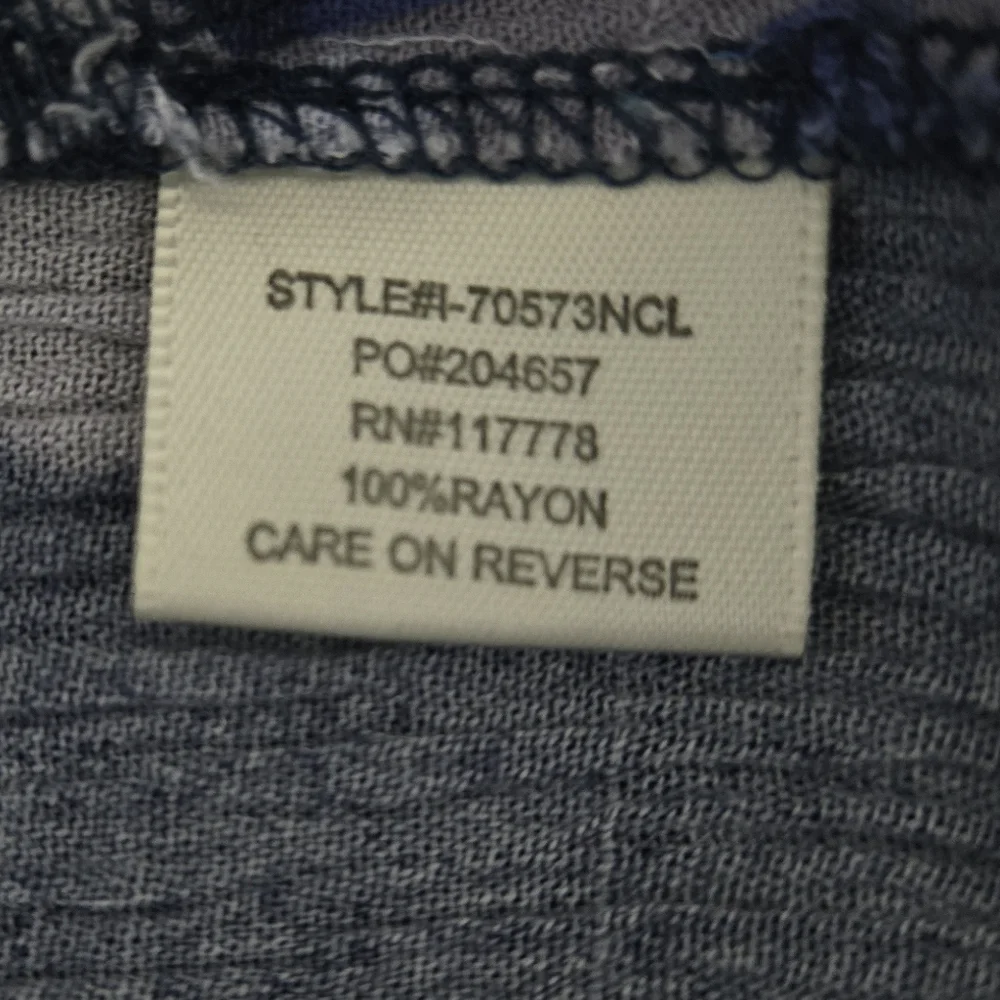 STYLE#I-70573NCL
PO#204657
RN#117778
100%RAYON
CARE ON REVERSE